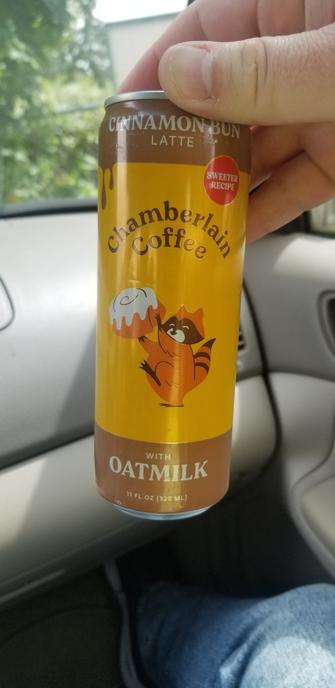 CINNAMON BUN
LATTE
SWEETER
RECIPE
Chamberlain
Coffee
WITH
OATMILK
11 FL OZ (325 ML)